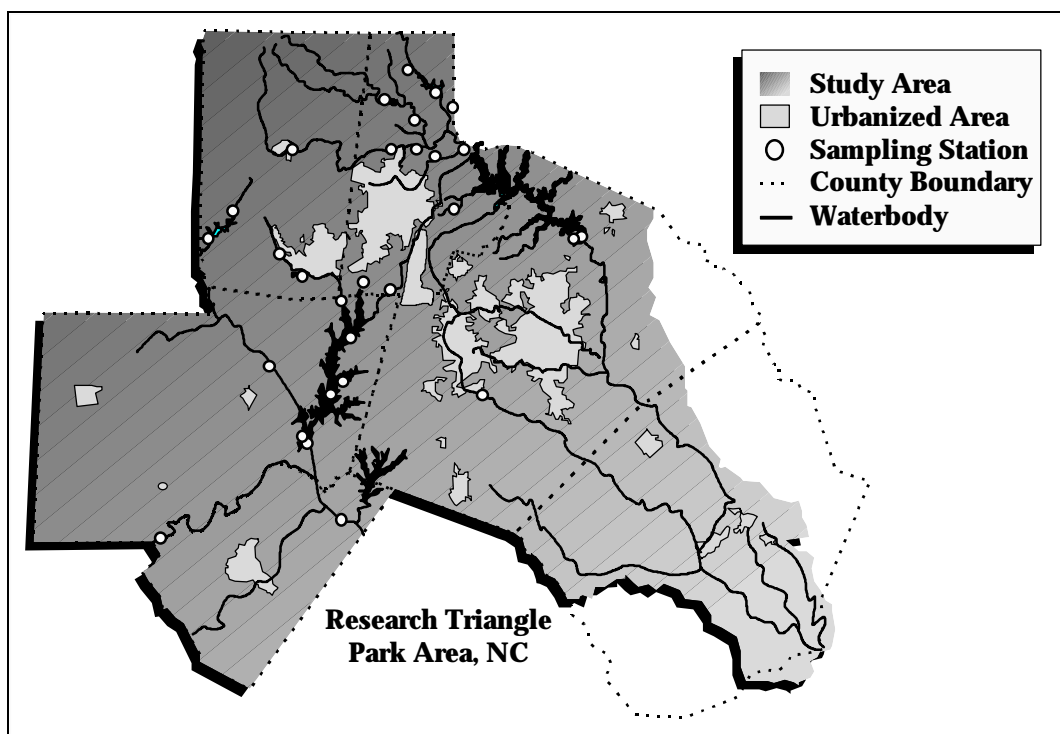 Study Area
Urbanized Area
Sampling Station
County Boundary
Waterbody
Research Triangle
Park Area, NC